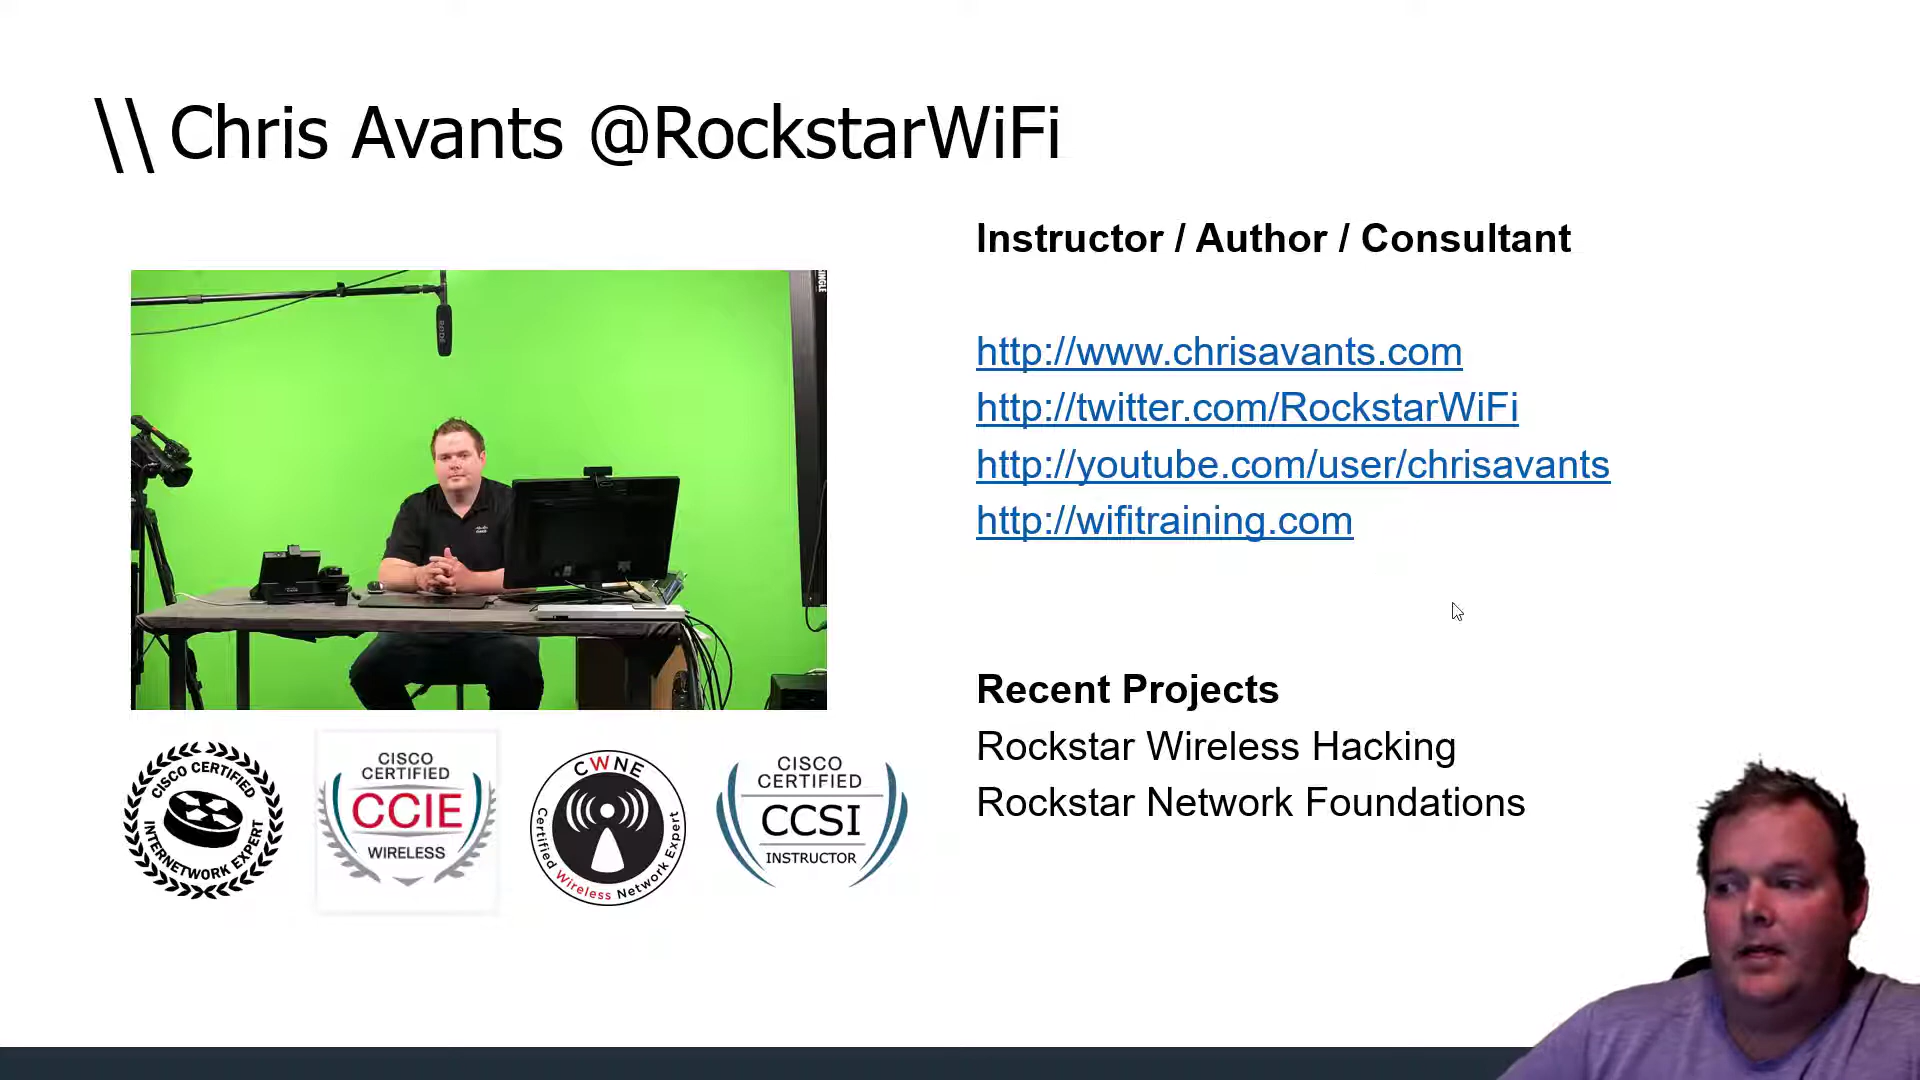 \\ Chris Avants @RockstarWiFi
Instructor / Author / Consultant
http://www.chrisavants.com
http://twitter.com/RockstarWiFi
http://youtube.com/user/chrisavants
http://wifitraining.com
Recent Projects
Rockstar Wireless Hacking
Rockstar Network Foundations
RODE
CISCO CERTIFIED
INTERNETWORK EXPERT
CISCO
CERTIFIED
CCIE
WIRELESS
CWNE
Certified Wireless Network Expert
CISCO
CERTIFIED
CCSI
INSTRUCTOR